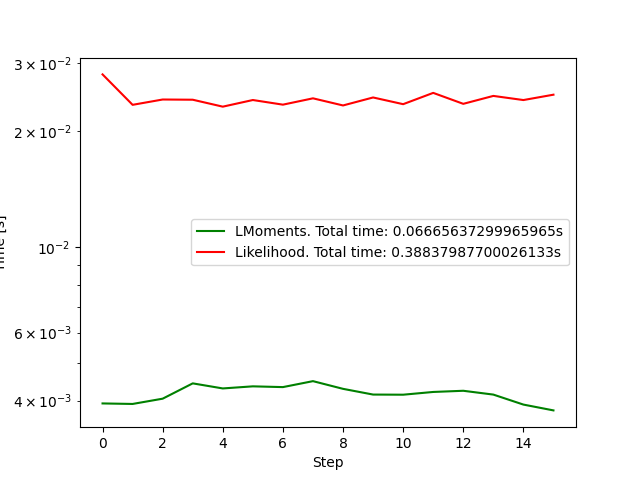 3 × 10⁻²
2 × 10⁻²
10⁻²
6 × 10⁻³
4 × 10⁻³
[s]
LMoments. Total time: 0.06665637299965965s
Likelihood. Total time: 0.38837987700026133s
0 2 4 6 8 10 12 14
Step